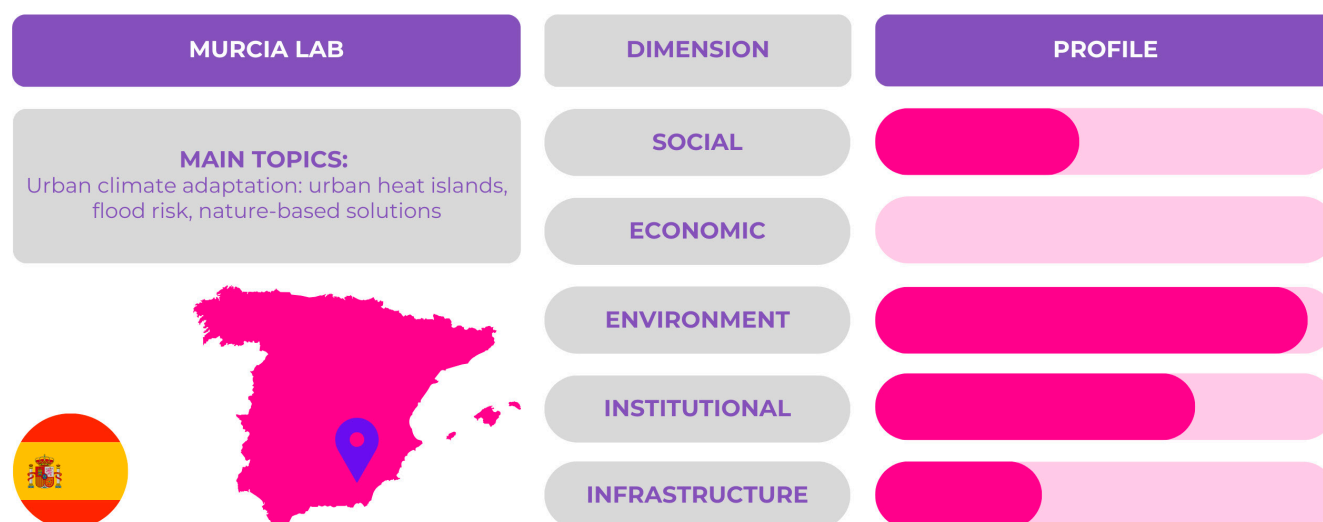 MURCIA LAB
DIMENSION
PROFILE
MAIN TOPICS:
Urban climate adaptation: urban heat islands,
flood risk, nature-based solutions
SOCIAL
ECONOMIC
ENVIRONMENT
INSTITUTIONAL
INFRASTRUCTURE